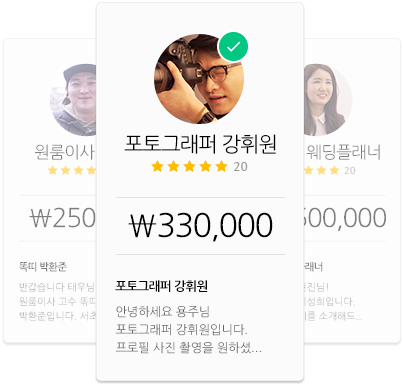 포토그래퍼 강휘원
20
₩330,000
포토그래퍼 강휘원
안녕하세요 용주님
포토그래퍼 강휘원입니다.
프로필 사진 촬영을 원하셨...
원룸이사
₩250
똑띠 박환준
반갑습니다 태우님
원룸이사 고수 똑띠
박환준입니다. 서초
웨딩플래너
20
500,000
래너
진님!
성희입니다.
를 소개해드...